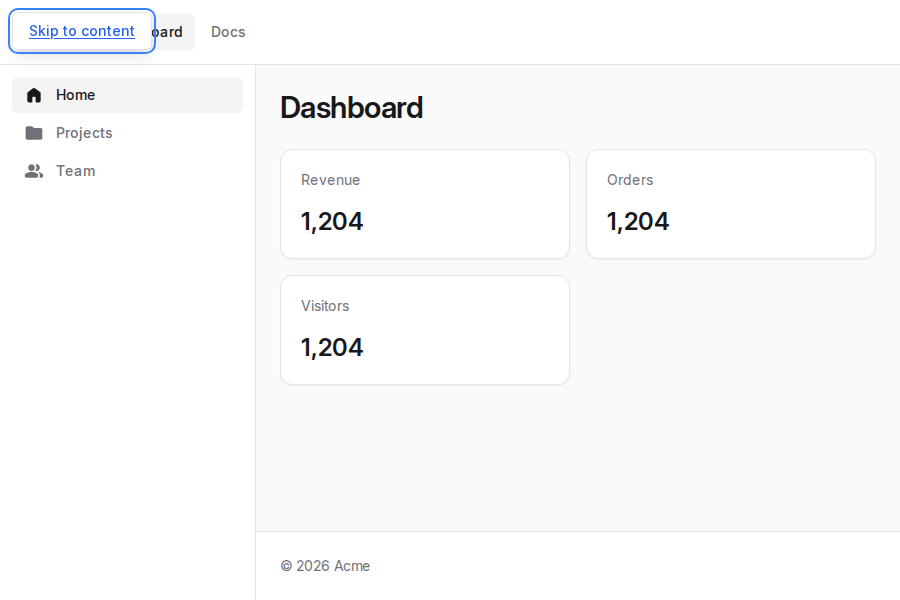 Skip to content
Docs
Home
Projects
Team
Dashboard
Revenue
1,204
Orders
1,204
Visitors
1,204
© 2026 Acme